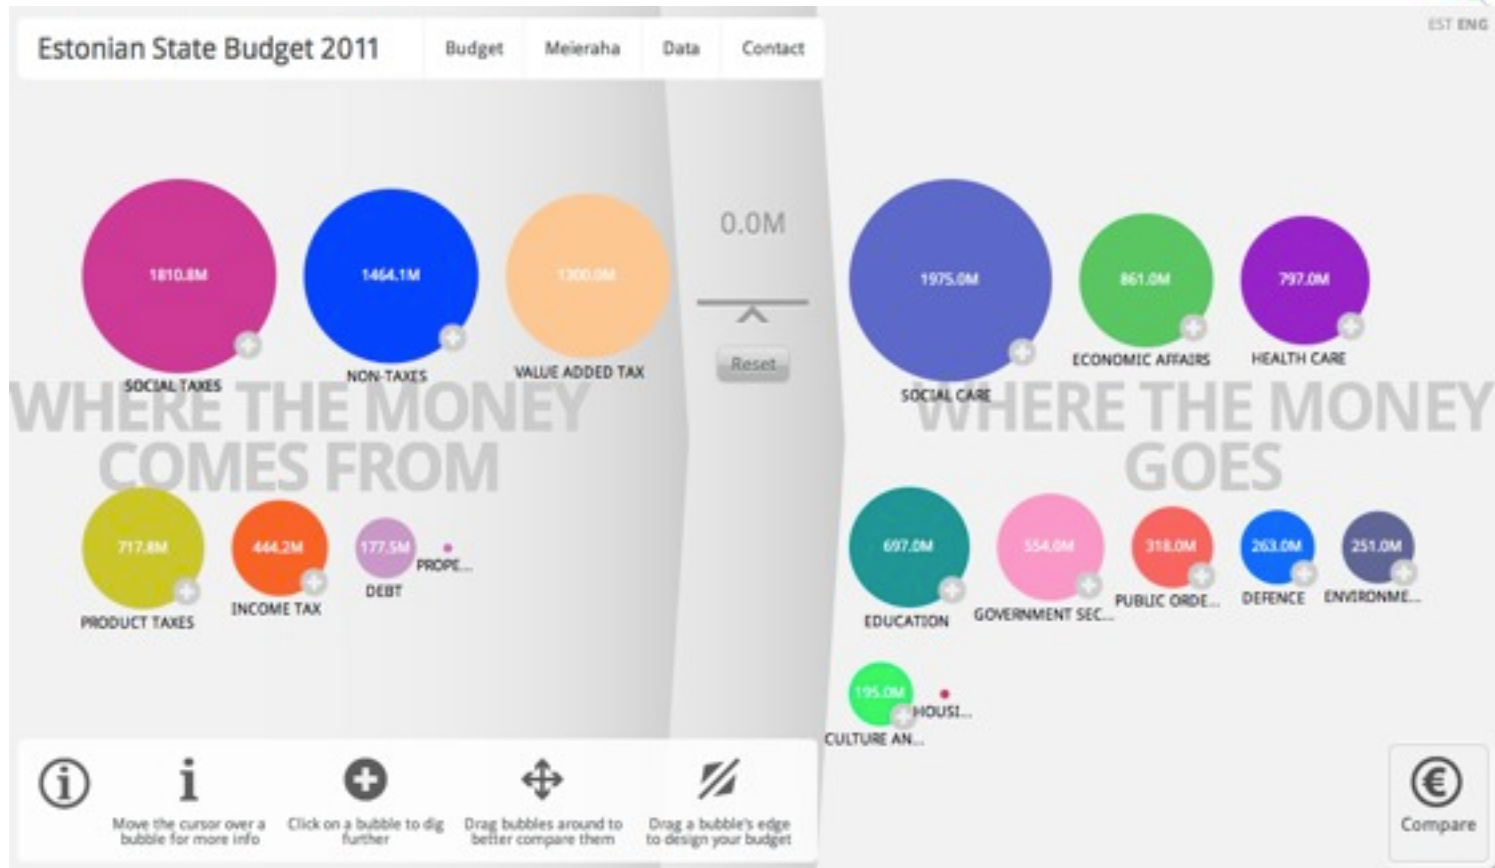 EST ENG
Estonian State Budget 2011
Budget
Meieraha
Data
Contact
1810.8M
SOCIAL TAXES
1464.1M
NON-TAXES
1300.0M
VALUE ADDED TAX
0.0M
Reset
1975.0M
SOCIAL CARE
861.0M
ECONOMIC AFFAIRS
797.0M
HEALTH CARE
WHERE THE MONEY
COMES FROM
WHERE THE MONEY
GOES
717.8M
PRODUCT TAXES
444.2M
INCOME TAX
177.5M
DEBT
PROPE...
697.0M
EDUCATION
554.0M
GOVERNMENT SEC...
318.0M
PUBLIC ORDE...
263.0M
DEFENCE
251.0M
ENVIRONME...
195.0M
CULTURE AN...
HOUSI...
Move the cursor over a
bubble for more info
Click on a bubble to dig
further
Drag bubbles around to
better compare them
Drag a bubble's edge
to design your budget
Compare